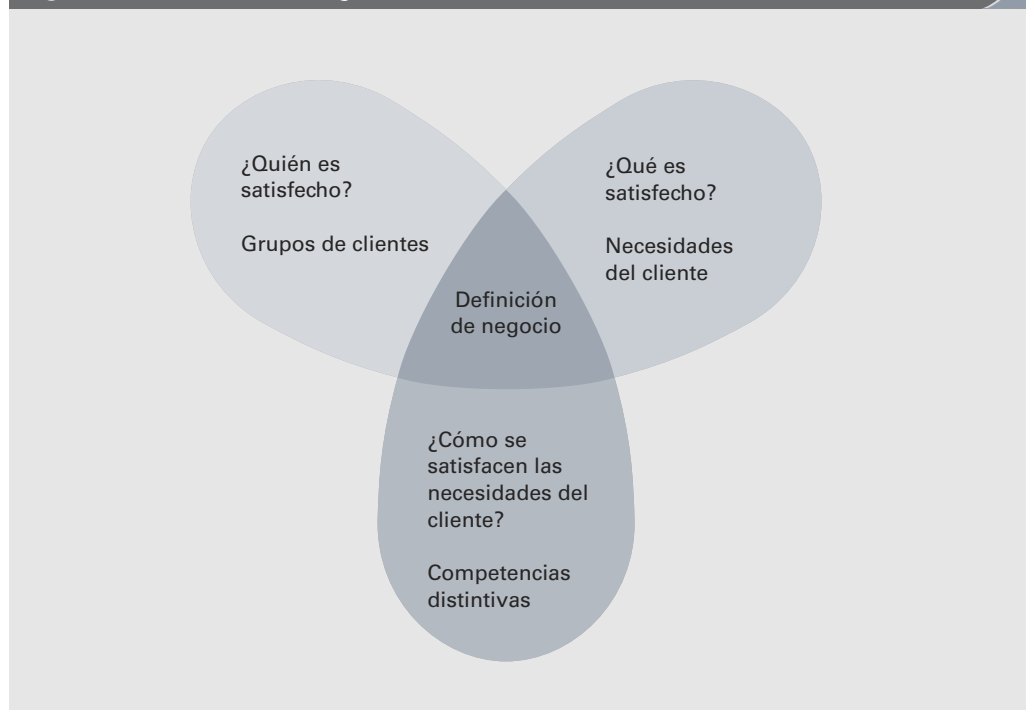 ¿Quién es
satisfecho?
Grupos de clientes
¿Qué es
satisfecho?
Necesidades
del cliente
Definición
de negocio
¿Cómo se
satisfacen las
necesidades del
cliente?
Competencias
distintivas